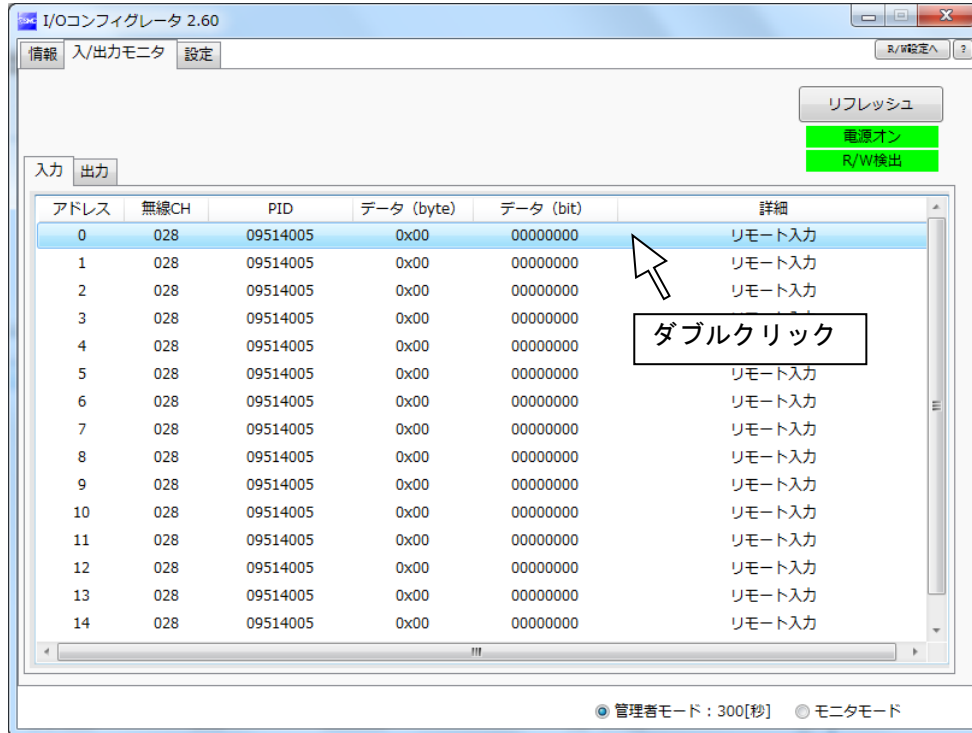 SMC I/Oコンフィグレータ 2.60
情報 入/出力モニタ 設定 R/W設定へ ?
リフレッシュ
電源オン
R/W検出
入力 出力
アドレス 無線CH PID データ (byte) データ (bit) 詳細
0 028 09514005 0x00 00000000 リモート入力
1 028 09514005 0x00 00000000 リモート入力
2 028 09514005 0x00 00000000 リモート入力
3 028 09514005 0x00 00000000
ダブルクリック
4 028 09514005 0x00 00000000
5 028 09514005 0x00 00000000 リモート入力
6 028 09514005 0x00 00000000 リモート入力
7 028 09514005 0x00 00000000 リモート入力
8 028 09514005 0x00 00000000 リモート入力
9 028 09514005 0x00 00000000 リモート入力
10 028 09514005 0x00 00000000 リモート入力
11 028 09514005 0x00 00000000 リモート入力
12 028 09514005 0x00 00000000 リモート入力
13 028 09514005 0x00 00000000 リモート入力
14 028 09514005 0x00 00000000 リモート入力
管理者モード：300[秒] モニタモード